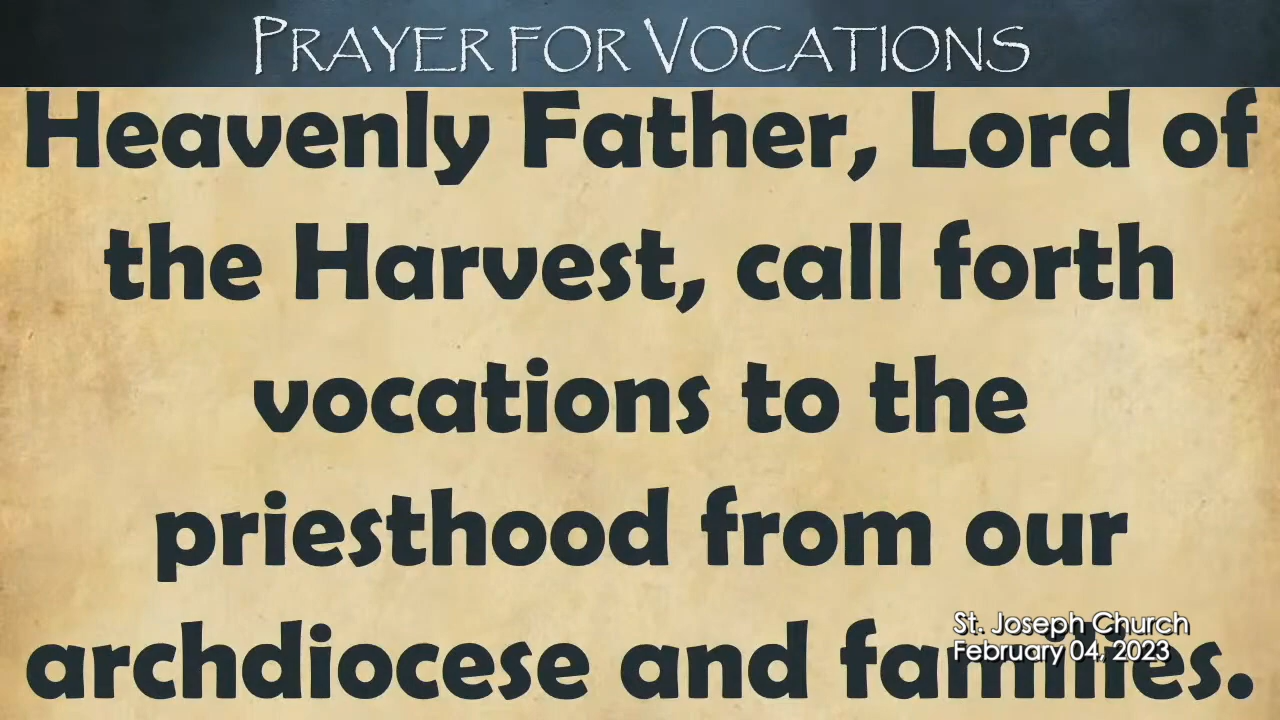 PRAYER FOR VOCATIONS
Heavenly Father, Lord of
the Harvest, call forth
vocations to the
priesthood from our
archdiocese and families.
St. Joseph Church
February 04, 2023